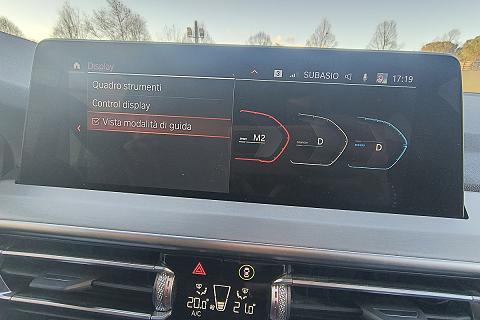 Display
SUBASIO 17:19
Quadro strumenti
Control display
Vista modalità di guida
M2
D
D
20.0°
21.0°
A/C